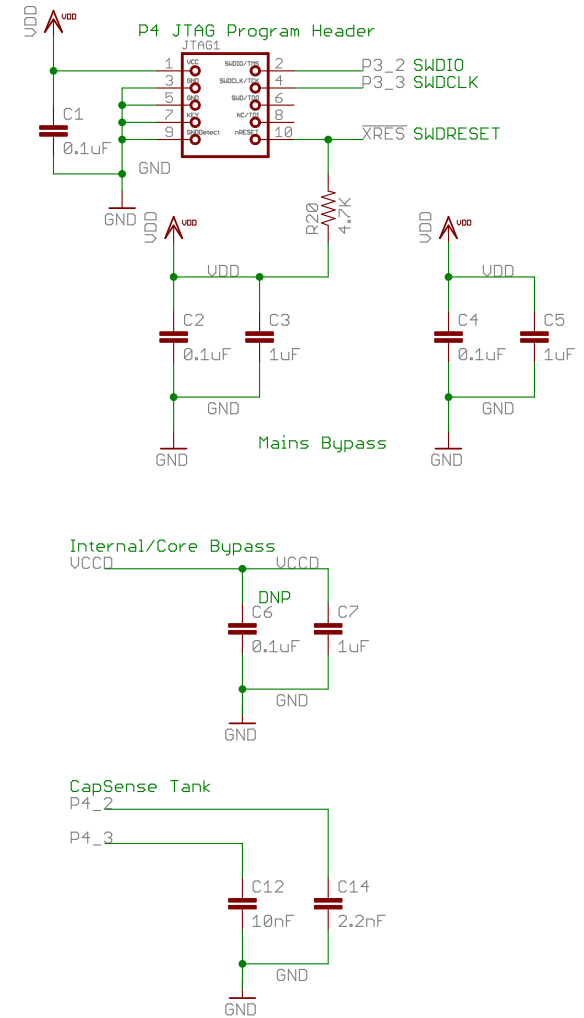 VDD
VDD
P4 JTAG Program Header
JTAG1
1 VCC SWDIO/TMS 2 P3_2 SWDIO
3 GND SWDCLK/TCK 4 P3_3 SWDCLK
5 GND SWO/TDO 6
7 KEY NC/TDI 8
9 GNDDetect nRESET 10 XRES SWDRESET
C1
0.1uF
GND
GND
R20
4.7K
VDD
VDD
VDD
C2
0.1uF
C3
1uF
GND
GND
VDD
VDD
VDD
C4
0.1uF
C5
1uF
GND
GND
Mains Bypass
Internal/Core Bypass
VCCD
VCCD
DNP
C6
0.1uF
C7
1uF
GND
GND
CapSense Tank
P4_2
P4_3
C12
10nF
C14
2.2nF
GND
GND